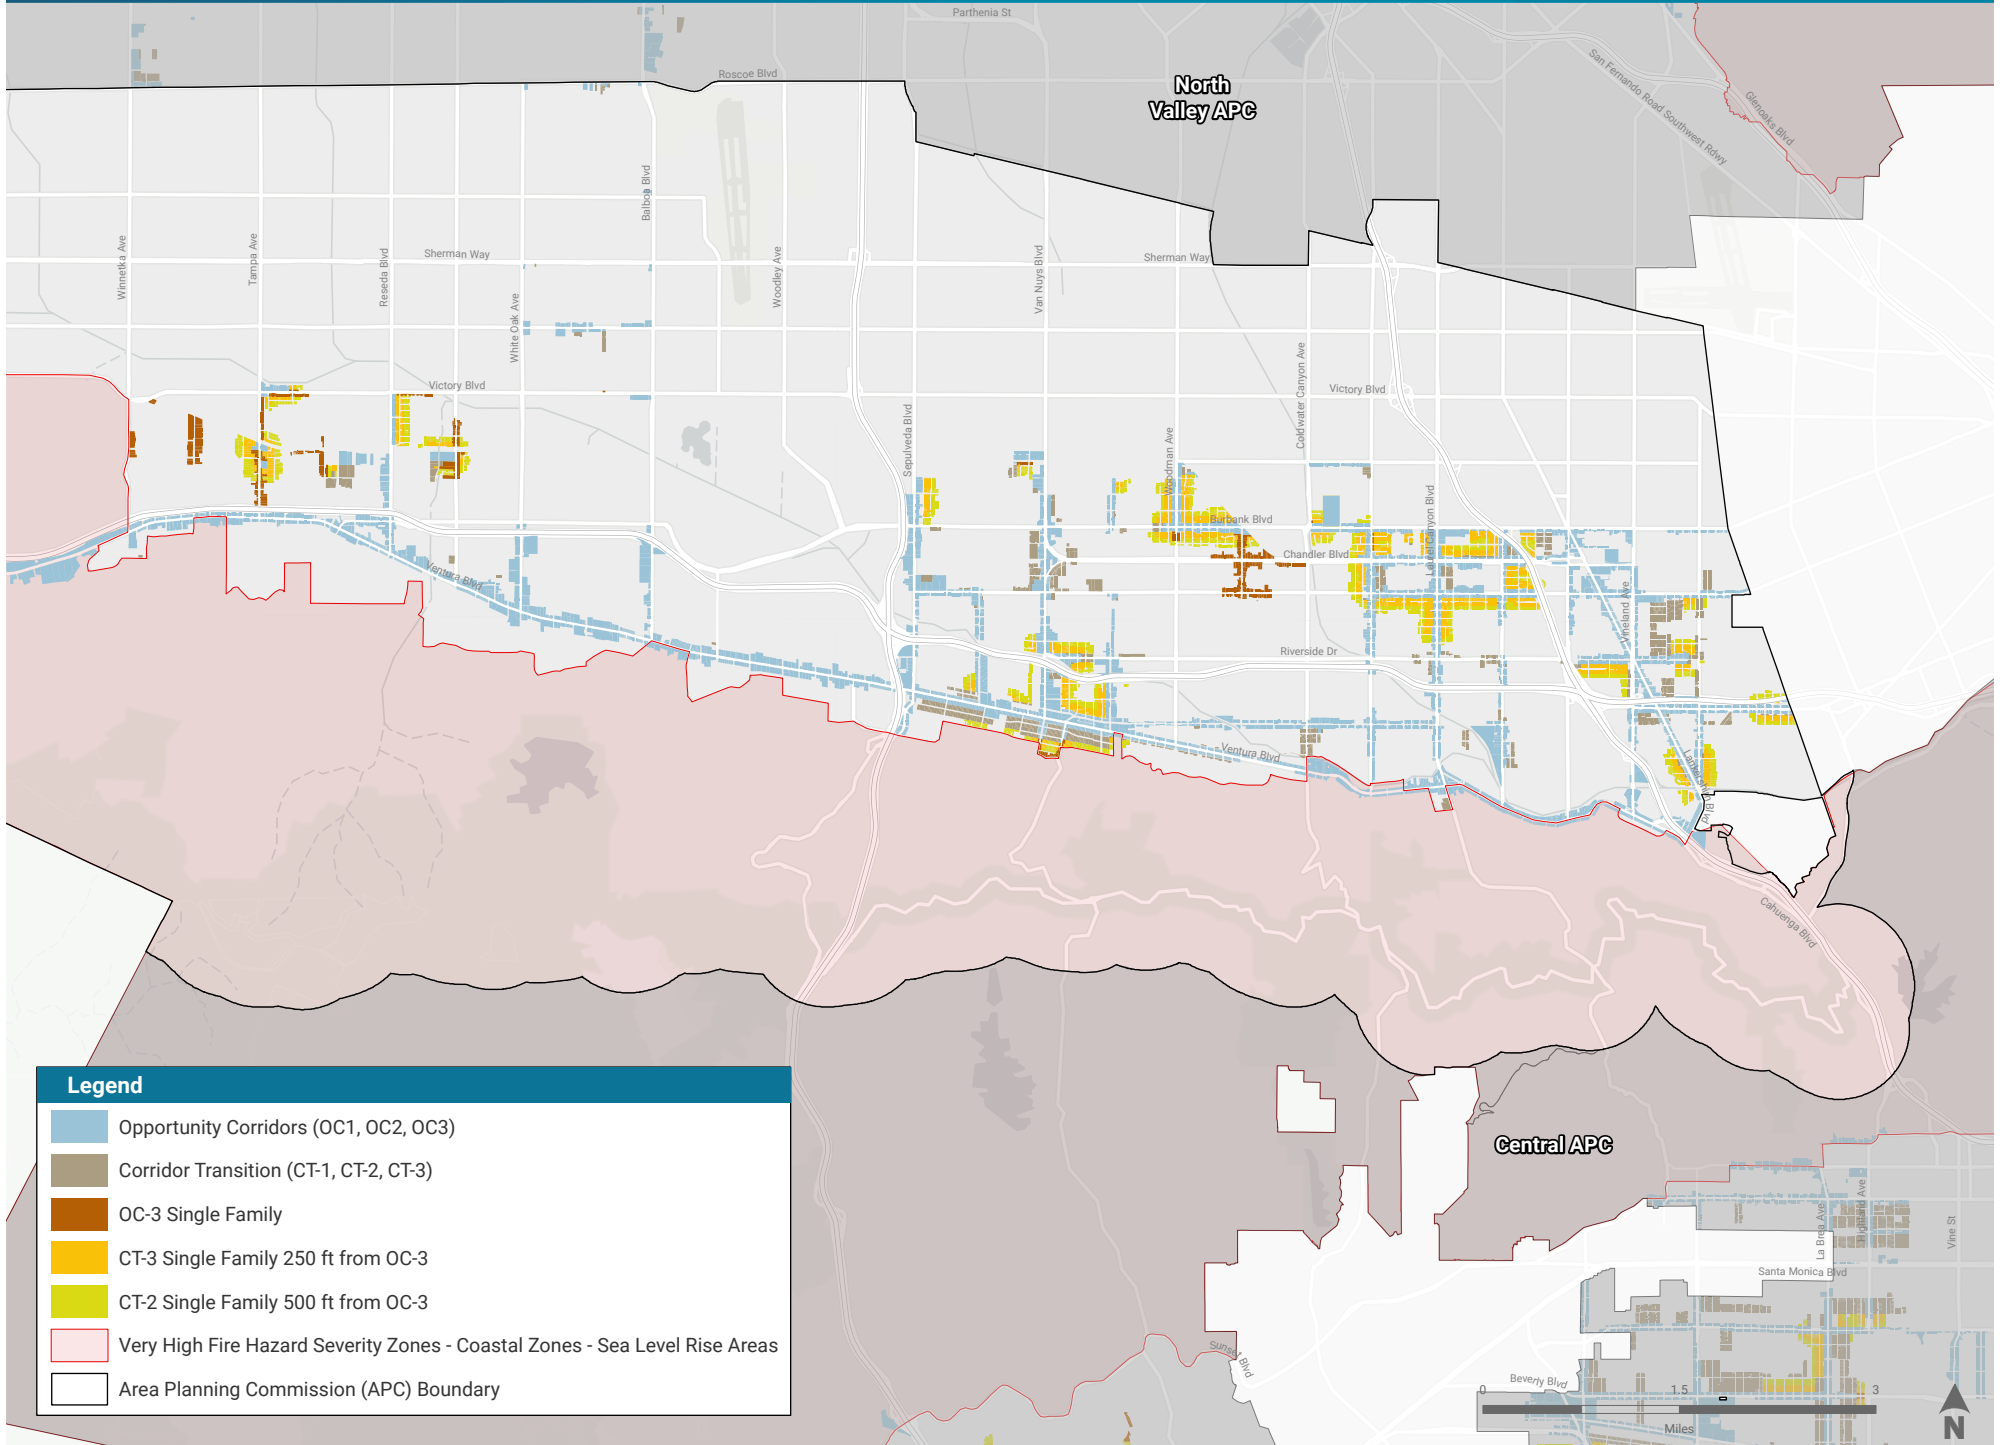 Parthenia St
Roscoe Blvd
North
Valley APC
San Fernando Road Southwest Rdwy
Glenoaks Blvd
Winnetka Ave
Tampa Ave
Reseda Blvd
White Oak Ave
Balboa Blvd
Woodley Ave
Sherman Way
Van Nuys Blvd
Sherman Way
Coldwater Canyon Ave
Victory Blvd
Victory Blvd
Sepulveda Blvd
Woodman Ave
Laurel Canyon Blvd
Burbank Blvd
Chandler Blvd
Ventura Blvd
Vineland Ave
Riverside Dr
Ventura Blvd
Lankershim Blvd
Cahuenga Blvd
Central APC
La Brea Ave
Highland Ave
Vine St
Santa Monica Blvd
Sunset Blvd
Beverly Blvd
Legend
Opportunity Corridors (OC1, OC2, OC3)
Corridor Transition (CT-1, CT-2, CT-3)
OC-3 Single Family
CT-3 Single Family 250 ft from OC-3
CT-2 Single Family 500 ft from OC-3
Very High Fire Hazard Severity Zones - Coastal Zones - Sea Level Rise Areas
Area Planning Commission (APC) Boundary
0 1.5 3
Miles
N